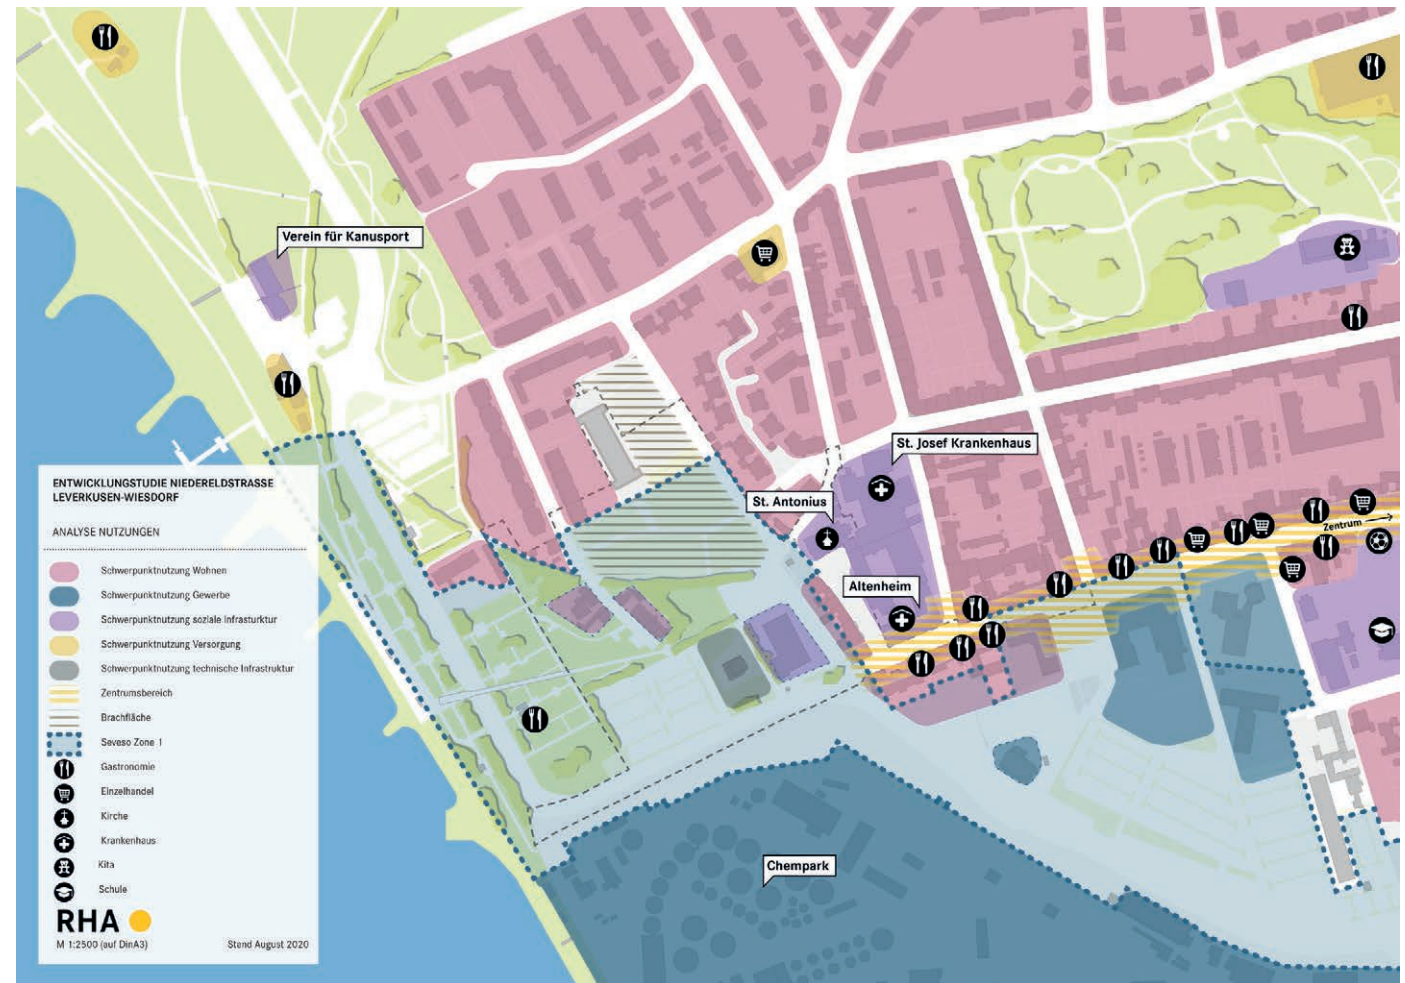 Verein für Kanusport
St. Josef Krankenhaus
St. Antonius
Altenheim
Zentrum
Chempark
ENTWICKLUNGSTUDIE NIEDERELDSTRASSE
LEVERKUSEN-WIESDORF
ANALYSE NUTZUNGEN
Schwerpunktnutzung Wohnen
Schwerpunktnutzung Gewerbe
Schwerpunktnutzung soziale Infrasturktur
Schwerpunktnutzung Versorgung
Schwerpunktnutzung technische Infrastruktur
Zentrumsbereich
Brachfläche
Seveso Zone 1
Gastronomie
Einzelhandel
Kirche
Krankenhaus
Kita
Schule
RHA
M 1:2500 (auf DinA3) Stand August 2020